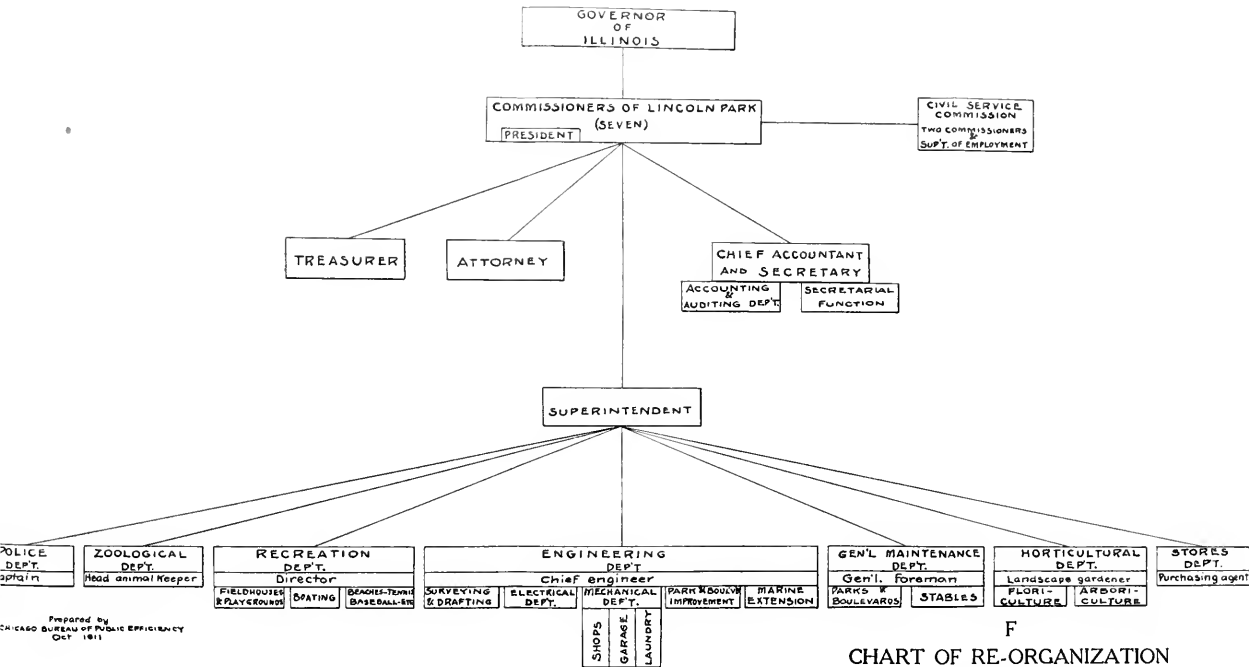 GOVERNOR
OF
ILLINOIS
COMMISSIONERS OF LINCOLN PARK
(SEVEN)
PRESIDENT
CIVIL SERVICE
COMMISSION
TWO COMMISSIONERS
&
SUP'T. OF EMPLOYMENT
TREASURER
ATTORNEY
CHIEF ACCOUNTANT
AND SECRETARY
ACCOUNTING
&
AUDITING DEP'T.
SECRETARIAL
FUNCTION
SUPERINTENDENT
POLICE
DEP'T.
aptain
ZOOLOGICAL
DEP'T.
Head animal Keeper
RECREATION
DEP'T.
Director
FIELDHOUSES
& PLAYGROUNDS
BOATING
BEACHES-TENNIS
BASEBALL-ETC
ENGINEERING
DEP'T
Chief engineer
SURVEYING
& DRAFTING
ELECTRICAL
DEP'T.
MECHANICAL
DEP'T.
SHOPS
GARAGE
LAUNDRY
PARK & BOULV'D
IMPROVEMENT
MARINE
EXTENSION
GEN'L MAINTENANCE
DEP'T.
Gen'l. foreman
PARKS &
BOULEVARDS
STABLES
HORTICULTURAL
DEP'T.
Landscape gardener
FLORI-
CULTURE
ARBORI-
CULTURE
STORES
DEP'T.
Purchasing agent
Prepared by
CHICAGO BUREAU OF PUBLIC EFFICIENCY
OCT 1911
F
CHART OF RE-ORGANIZATION